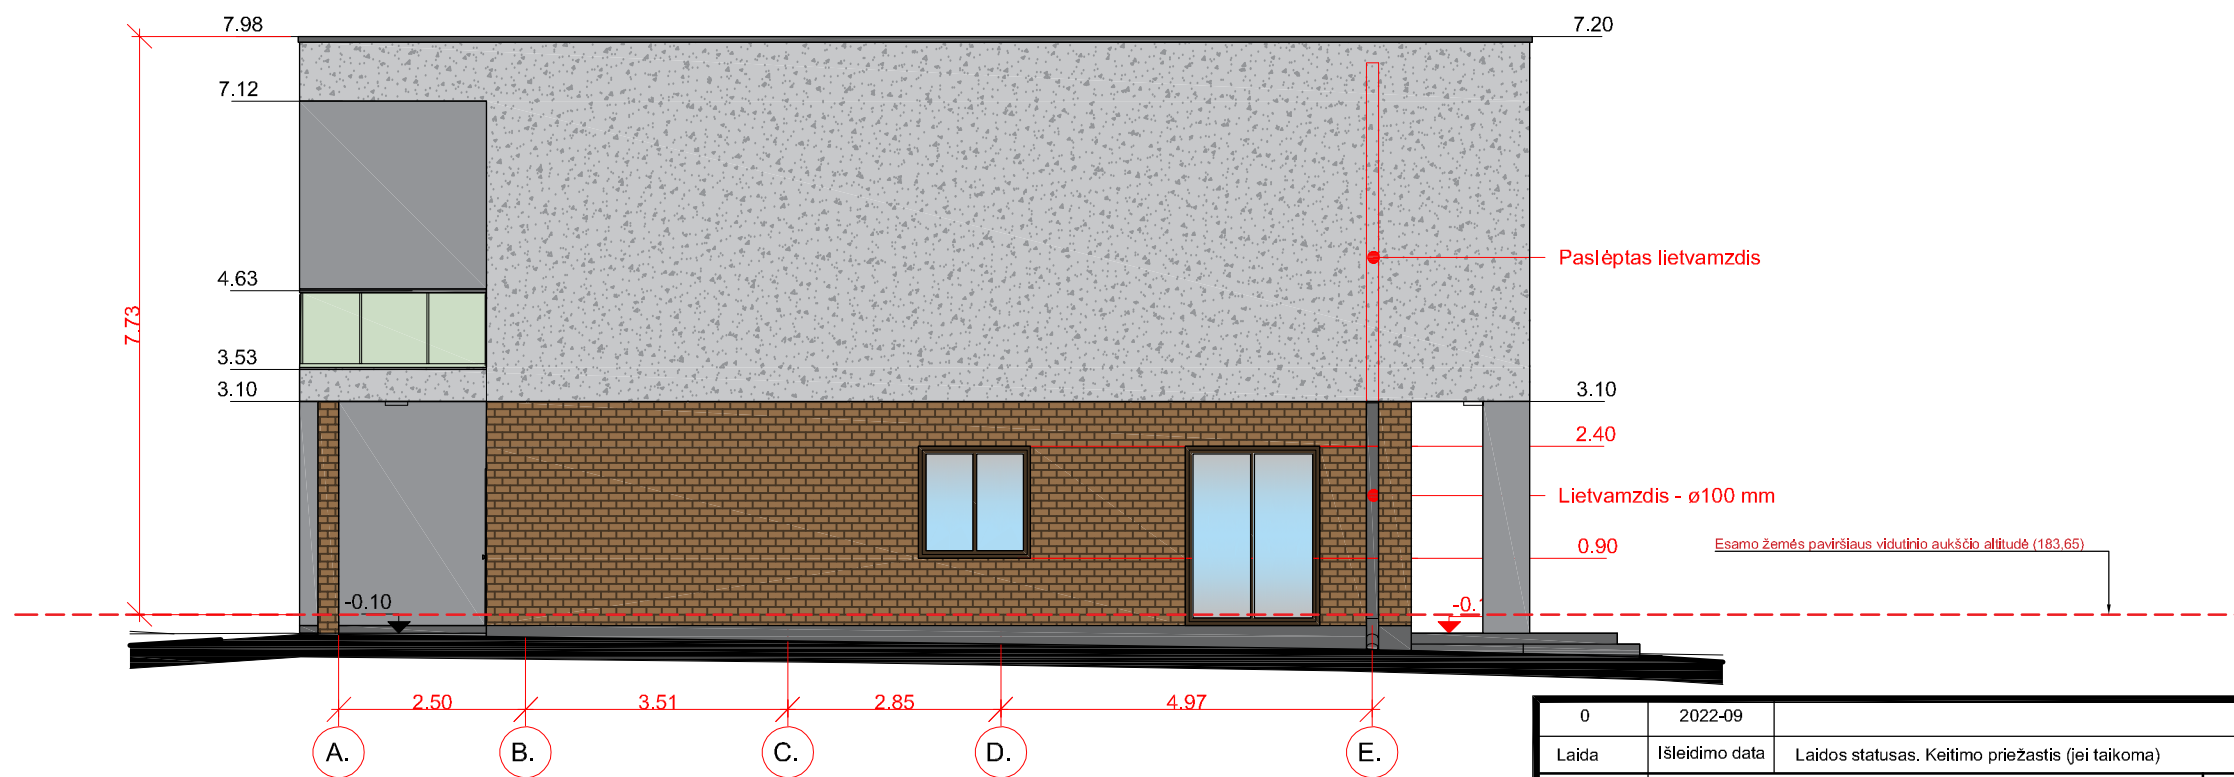 7.98
7.20
7.12
Paslėptas lietvamzdis
4.63
7.73
3.53
3.10
3.10
2.40
Lietvamzdis - ø100 mm
0.90
Esamo žemės paviršiaus vidutinio aukščio altitudė (183,65)
-0.10
2.50
3.51
2.85
4.97
A.
B.
C.
D.
E.
0
2022-09
Laida
Išleidimo data
Laidos statusas. Keitimo priežastis (jei taikoma)